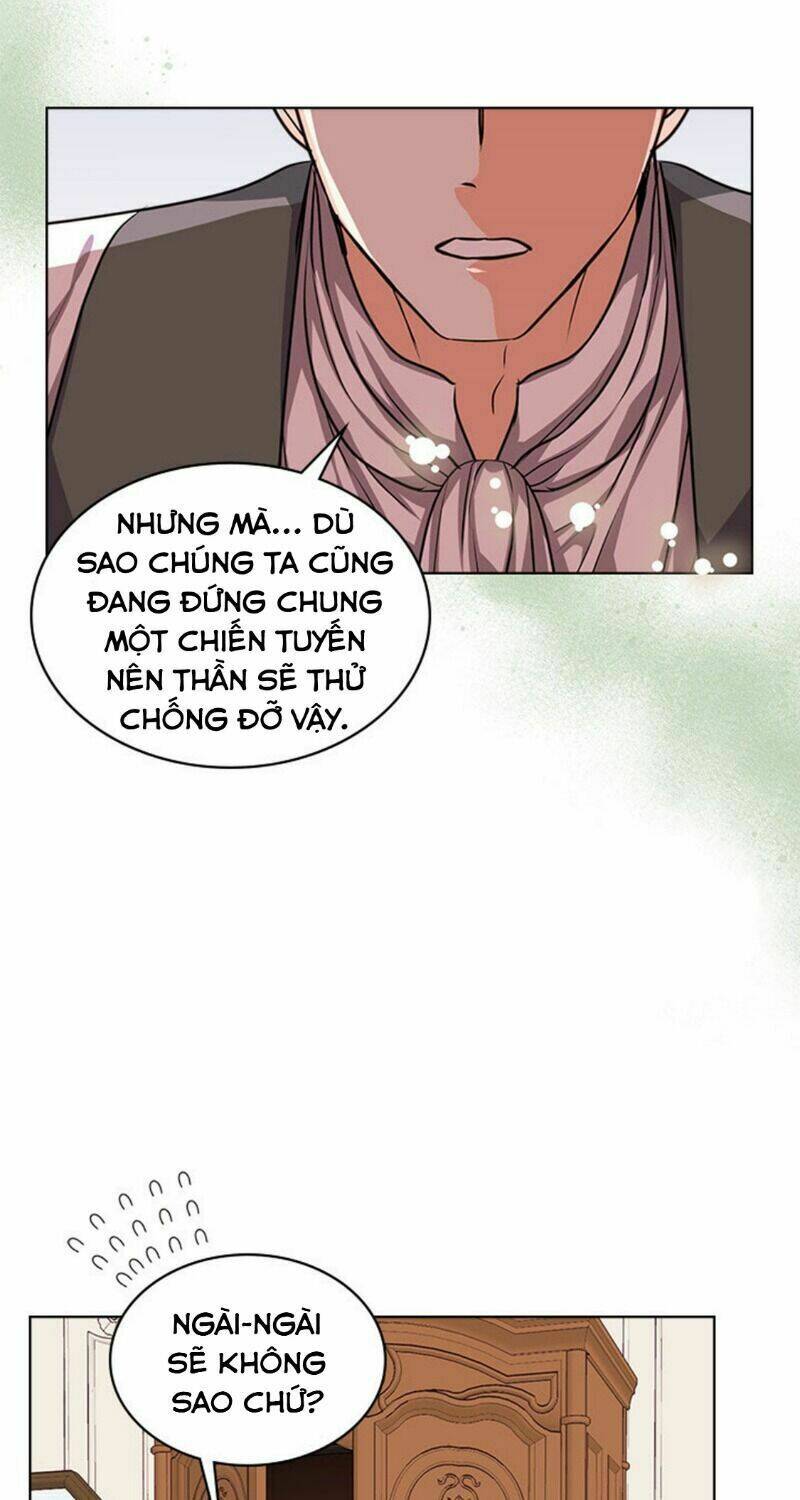 NHƯNG MÀ... DÙ
SAO CHÚNG TA CŨNG
ĐANG ĐỨNG CHUNG
MỘT CHIẾN TUYẾN
NÊN THẦN SẼ THỬ
CHỐNG ĐỠ VẬY.
NGÀI-NGÀI
SẼ KHÔNG
SAO CHỨ?